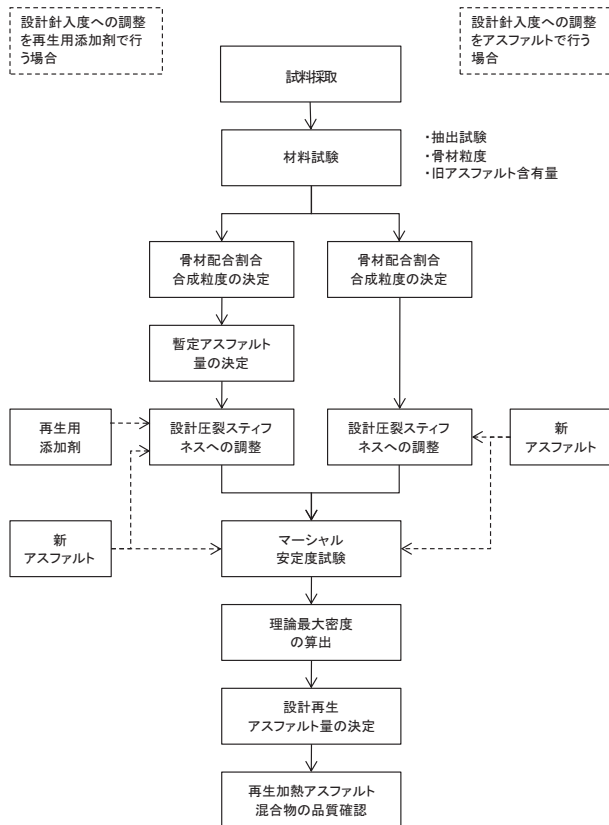 設計針入度への調整
を再生用添加剤で行
う場合
設計針入度への調整
をアスファルトで行う
場合
試料採取
材料試験
・抽出試験
・骨材粒度
・旧アスファルト含有量
骨材配合割合
合成粒度の決定
骨材配合割合
合成粒度の決定
暫定アスファルト
量の決定
再生用
添加剤
設計圧裂スティフ
ネスへの調整
設計圧裂スティフ
ネスへの調整
新
アスファルト
新
アスファルト
マーシャル
安定度試験
理論最大密度
の算出
設計再生
アスファルト量の決定
再生加熱アスファルト
混合物の品質確認